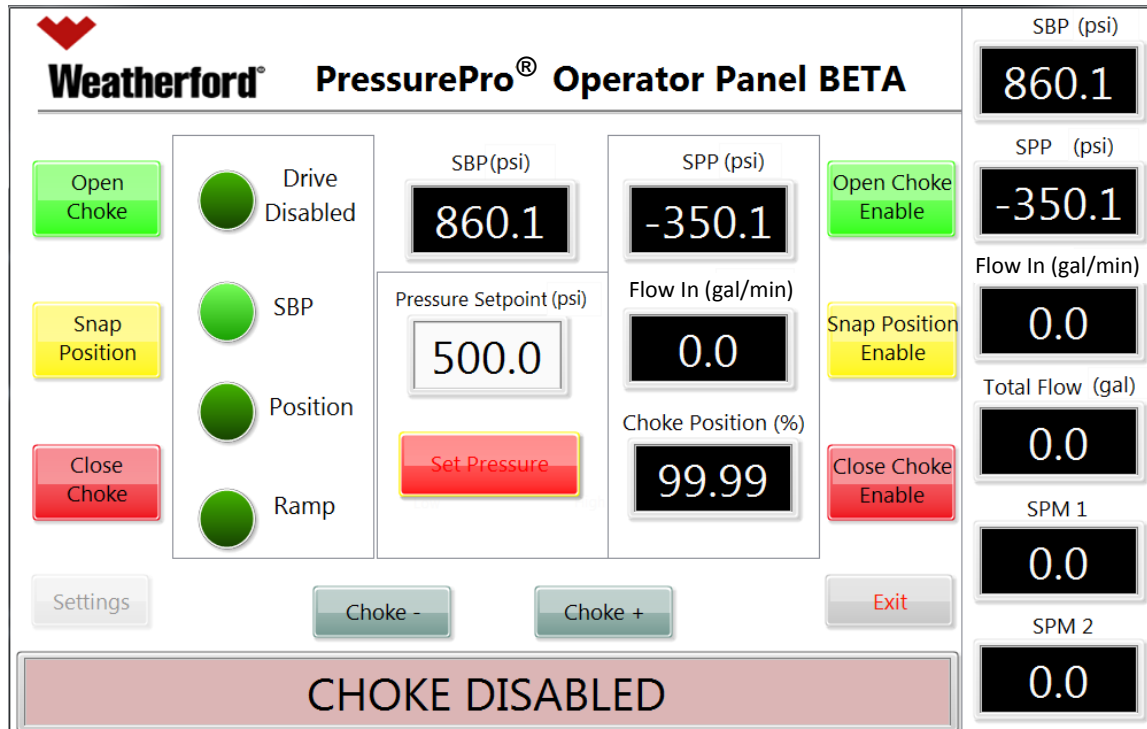 Weatherford®
PressurePro® Operator Panel BETA
Open
Choke
Snap
Position
Close
Choke
Drive
Disabled
SBP
Position
Ramp
SBP(psi)
860.1
Pressure Setpoint (psi)
500.0
Set Pressure
SPP (psi)
-350.1
Flow In (gal/min)
0.0
Choke Position (%)
99.99
Open Choke
Enable
Snap Position
Enable
Close Choke
Enable
Settings
Choke -
Choke +
Exit
CHOKE DISABLED
SBP (psi)
860.1
SPP (psi)
-350.1
Flow In (gal/min)
0.0
Total Flow (gal)
0.0
SPM 1
0.0
SPM 2
0.0